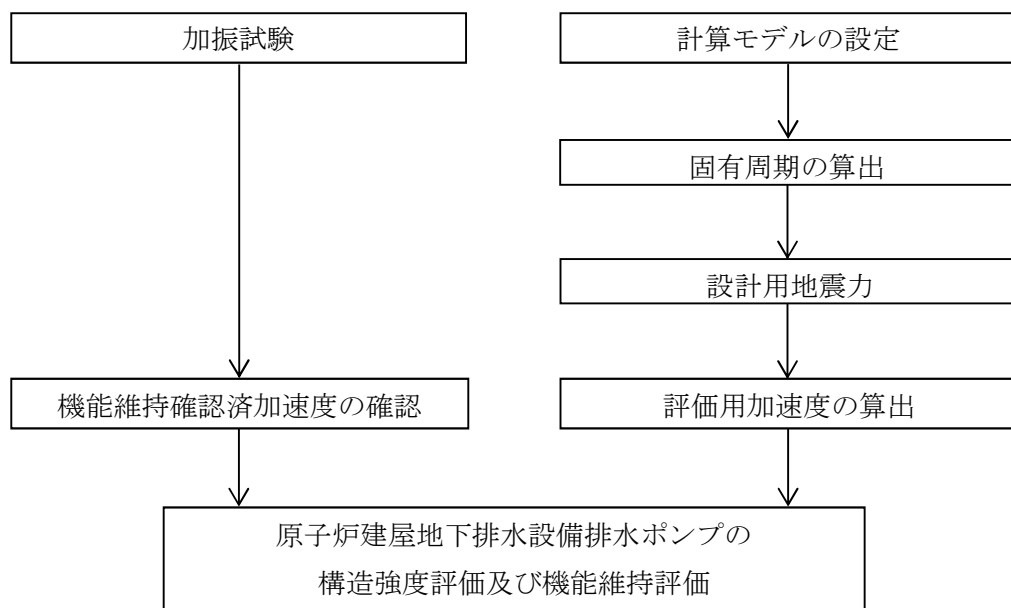 加振試験
計算モデルの設定
固有周期の算出
設計用地震力
機能維持確認済加速度の確認
評価用加速度の算出
原子炉建屋地下排水設備排水ポンプの
構造強度評価及び機能維持評価